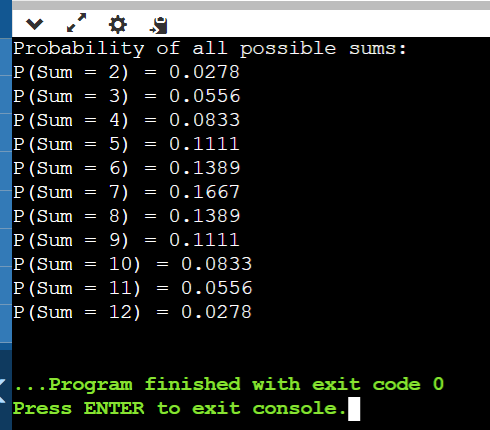 Probability of all possible sums:
P(Sum = 2) = 0.0278
P(Sum = 3) = 0.0556
P(Sum = 4) = 0.0833
P(Sum = 5) = 0.1111
P(Sum = 6) = 0.1389
P(Sum = 7) = 0.1667
P(Sum = 8) = 0.1389
P(Sum = 9) = 0.1111
P(Sum = 10) = 0.0833
P(Sum = 11) = 0.0556
P(Sum = 12) = 0.0278
...Program finished with exit code 0
Press ENTER to exit console.